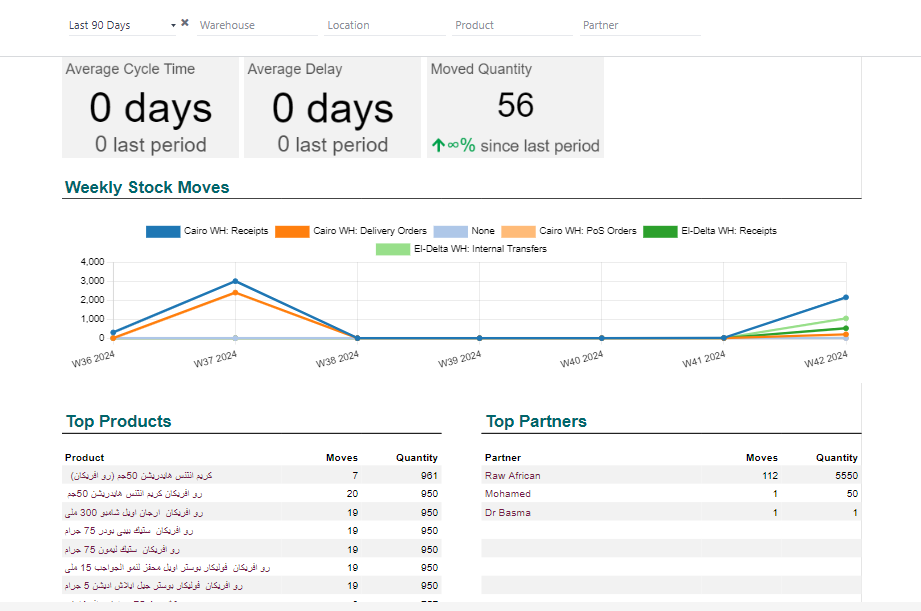 Last 90 Days Warehouse Location Product Partner
Average Cycle Time Average Delay Moved Quantity
0 days 0 days 56
0 last period 0 last period ∞% since last period
Weekly Stock Moves
Cairo WH: Receipts Cairo WH: Delivery Orders None Cairo WH: PoS Orders El-Delta WH: Receipts
El-Delta WH: Internal Transfers
4,000
3,000
2,000
1,000
0
W36 2024 W37 2024 W38 2024 W39 2024 W40 2024 W41 2024 W42 2024
Top Products
Product Moves Quantity
كريم انتنس هايدريشن 50جم (رو افريكان) 7 961
رو افريكان كريم انتنس هايدريشن 50جم 20 950
رو افريكان ارجان اويل شامبو 300 ملى 19 950
رو افريكان ستيك بيبى بودر 75 جرام 19 950
رو افريكان ستيك ليمون 75 جرام 19 950
رو افريكان فوليكار بوستر اويل محفز لنمو الحواجب 15 ملى 19 950
رو افريكان فوليكار بوستر جيل ايلاش اديشن 5 جرام 19 950
Top Partners
Partner Moves Quantity
Raw African 112 5550
Mohamed 1 50
Dr Basma 1 1